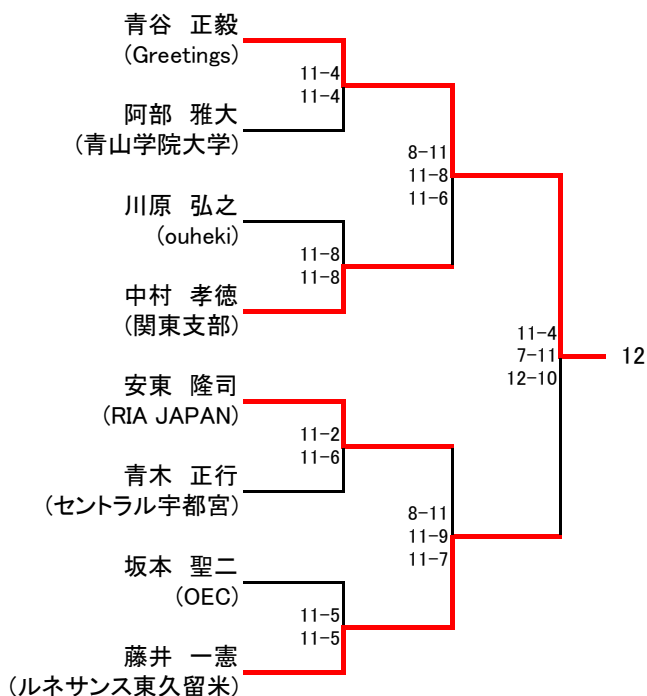 青谷 正毅
(Greetings)
11-4
11-4
阿部 雅大
(青山学院大学)
8-11
11-8
11-6
川原 弘之
(ouheki)
11-8
11-8
中村 孝徳
(関東支部)
11-4
7-11
12-10
12
安東 隆司
(RIA JAPAN)
11-2
11-6
青木 正行
(セントラル宇都宮)
8-11
11-9
11-7
坂本 聖二
(OEC)
11-5
11-5
藤井 一憲
(ルネサンス東久留米)